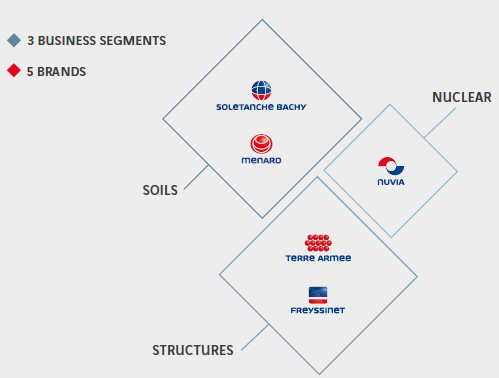 3 BUSINESS SEGMENTS
5 BRANDS
SOLETANCHE BACHY
MENARD
SOILS
NUCLEAR
NUVIA
TERRE ARMEE
FREYSSINET
STRUCTURES